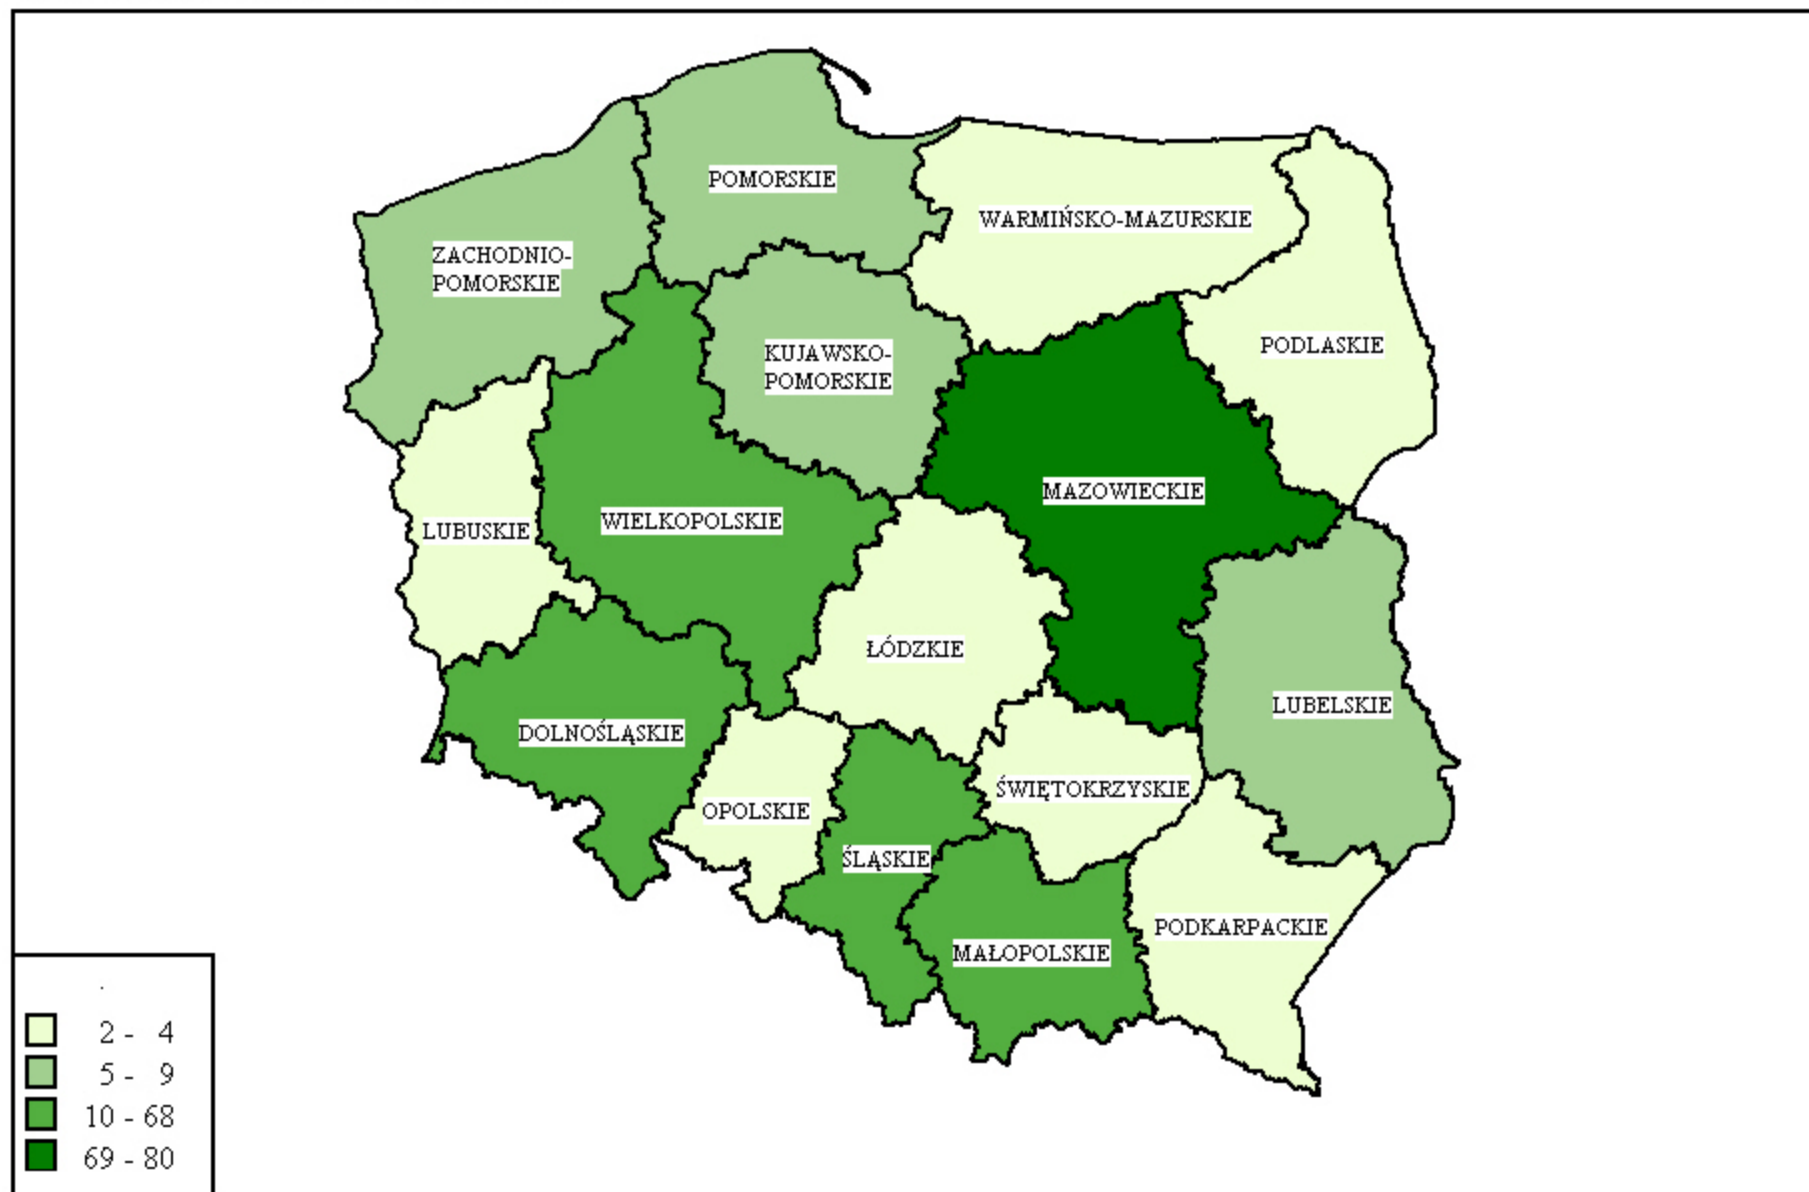 POMORSKIE
WARMIŃSKO-MAZURSKIE
ZACHODNIO-
POMORSKIE
PODLASKIE
KUJAWSKO-
POMORSKIE
MAZOWIECKIE
WIELKOPOLSKIE
LUBUSKIE
ŁÓDZKIE
LUBELSKIE
DOLNOŚLĄSKIE
ŚWIĘTOKRZYSKIE
OPOLSKIE
ŚLĄSKIE
PODKARPACKIE
MAŁOPOLSKIE
.
2 - 4
5 - 9
10 - 68
69 - 80